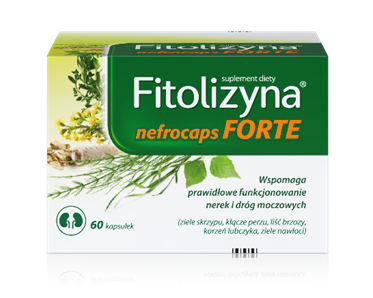 suplement diety
Fitolizyna®
nefrocaps FORTE
Wspomaga
prawidłowe funkcjonowanie
nerek i dróg moczowych
(ziele skrzypu, kłącze perzu, liść brzozy,
korzeń lubczyka, ziele nawłoci)
60 kapsułek